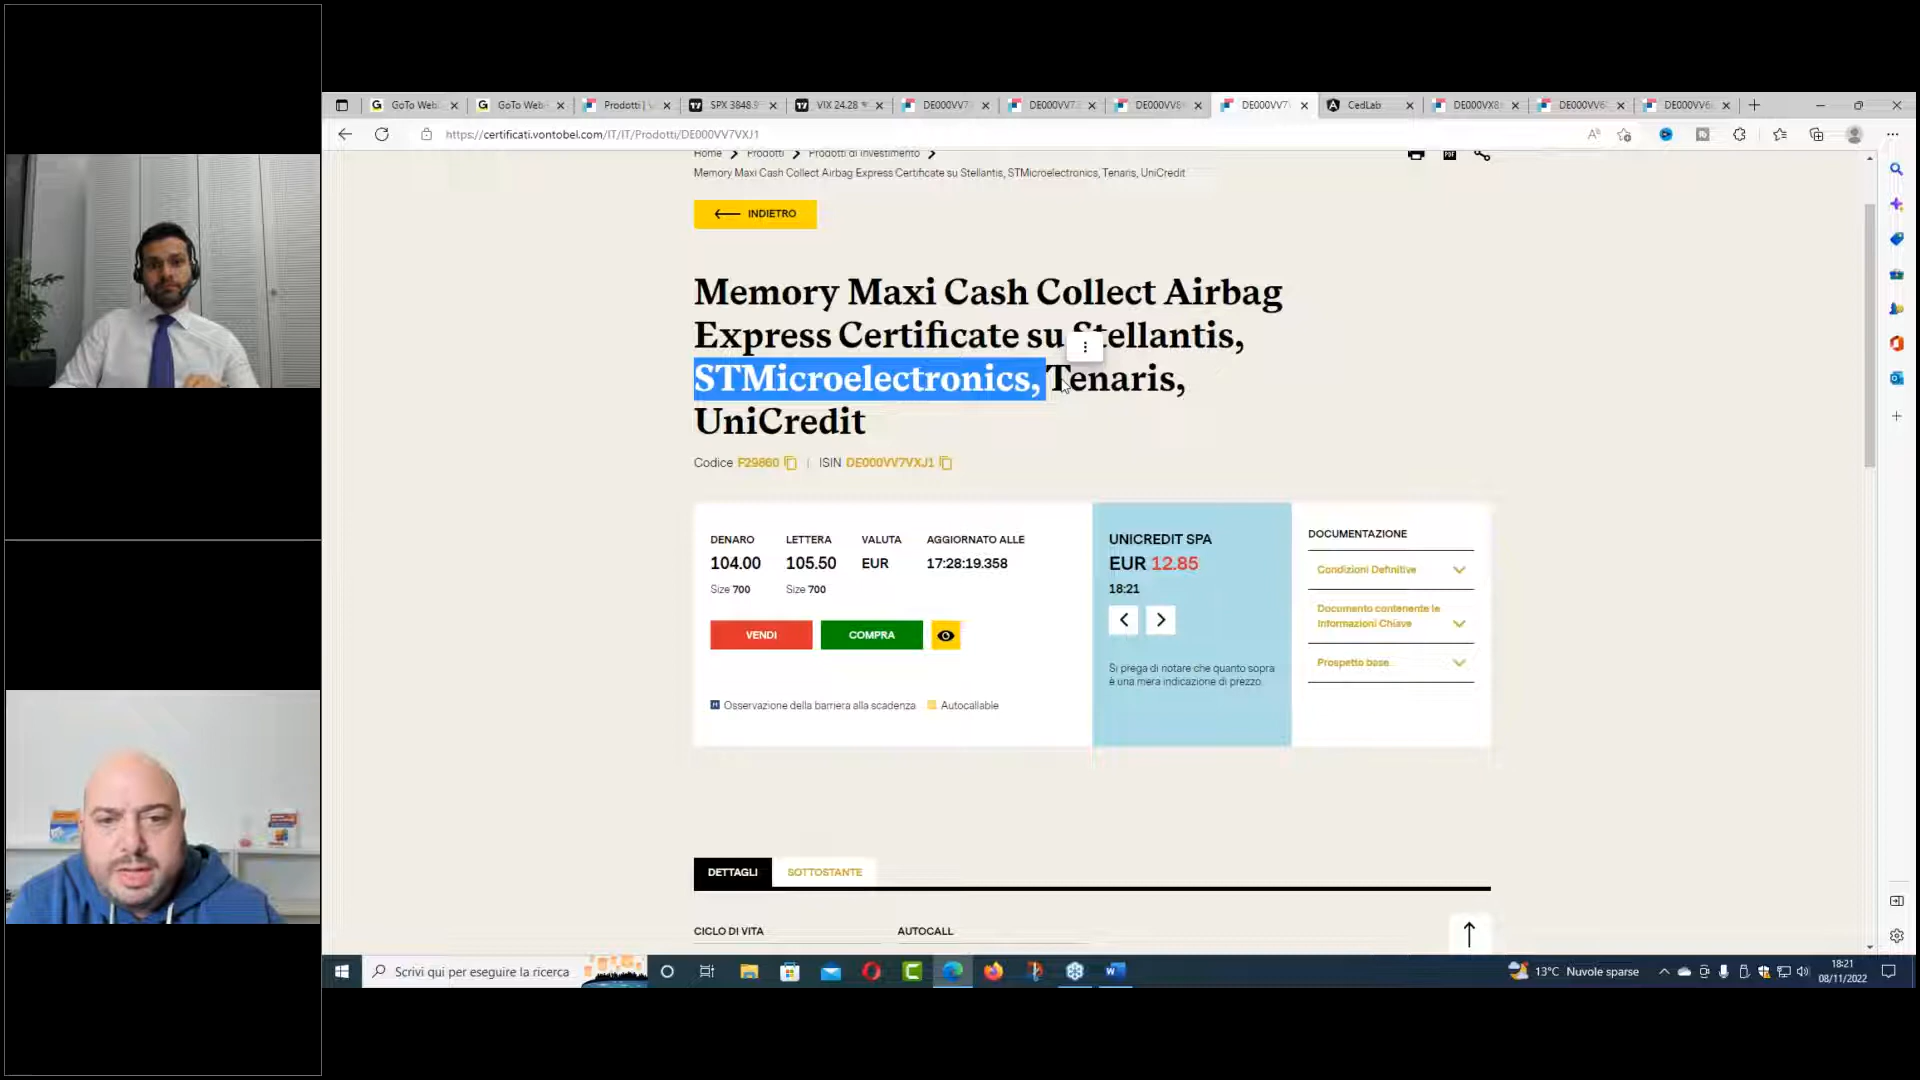 GoTo Web
GoTo Web
Prodotti | V
SPX 3848.9
VIX 24.28
DE000VV7
DE000VV7
DE000VV8
DE000VV7
CedLab
DE000VX8
DE000VV6
DE000VV6
https://certificati.vontobel.com/IT/IT/Prodotti/DE000VV7VXJ1
Home > Prodotti > Prodotti di investimento >
Memory Maxi Cash Collect Airbag Express Certificate su Stellantis, STMicroelectronics, Tenaris, UniCredit
INDIETRO
Memory Maxi Cash Collect Airbag
Express Certificate su Stellantis,
STMicroelectronics, Tenaris,
UniCredit
Codice F29860 | ISIN DE000VV7VXJ1
DENARO LETTERA VALUTA AGGIORNATO ALLE
104.00 105.50 EUR 17:28:19.358
Size 700 Size 700
VENDI COMPRA
Osservazione della barriera alla scadenza Autocallable
UNICREDIT SPA
EUR 12.85
18:21
Si prega di notare che quanto sopra
è una mera indicazione di prezzo.
DOCUMENTAZIONE
Condizioni Definitive
Documento contenente le
Informazioni Chiave
Prospetto base
DETTAGLI SOTTOSTANTE
CICLO DI VITA AUTOCALL
Scrivi qui per eseguire la ricerca
13°C Nuvole sparse
18:21
08/11/2022